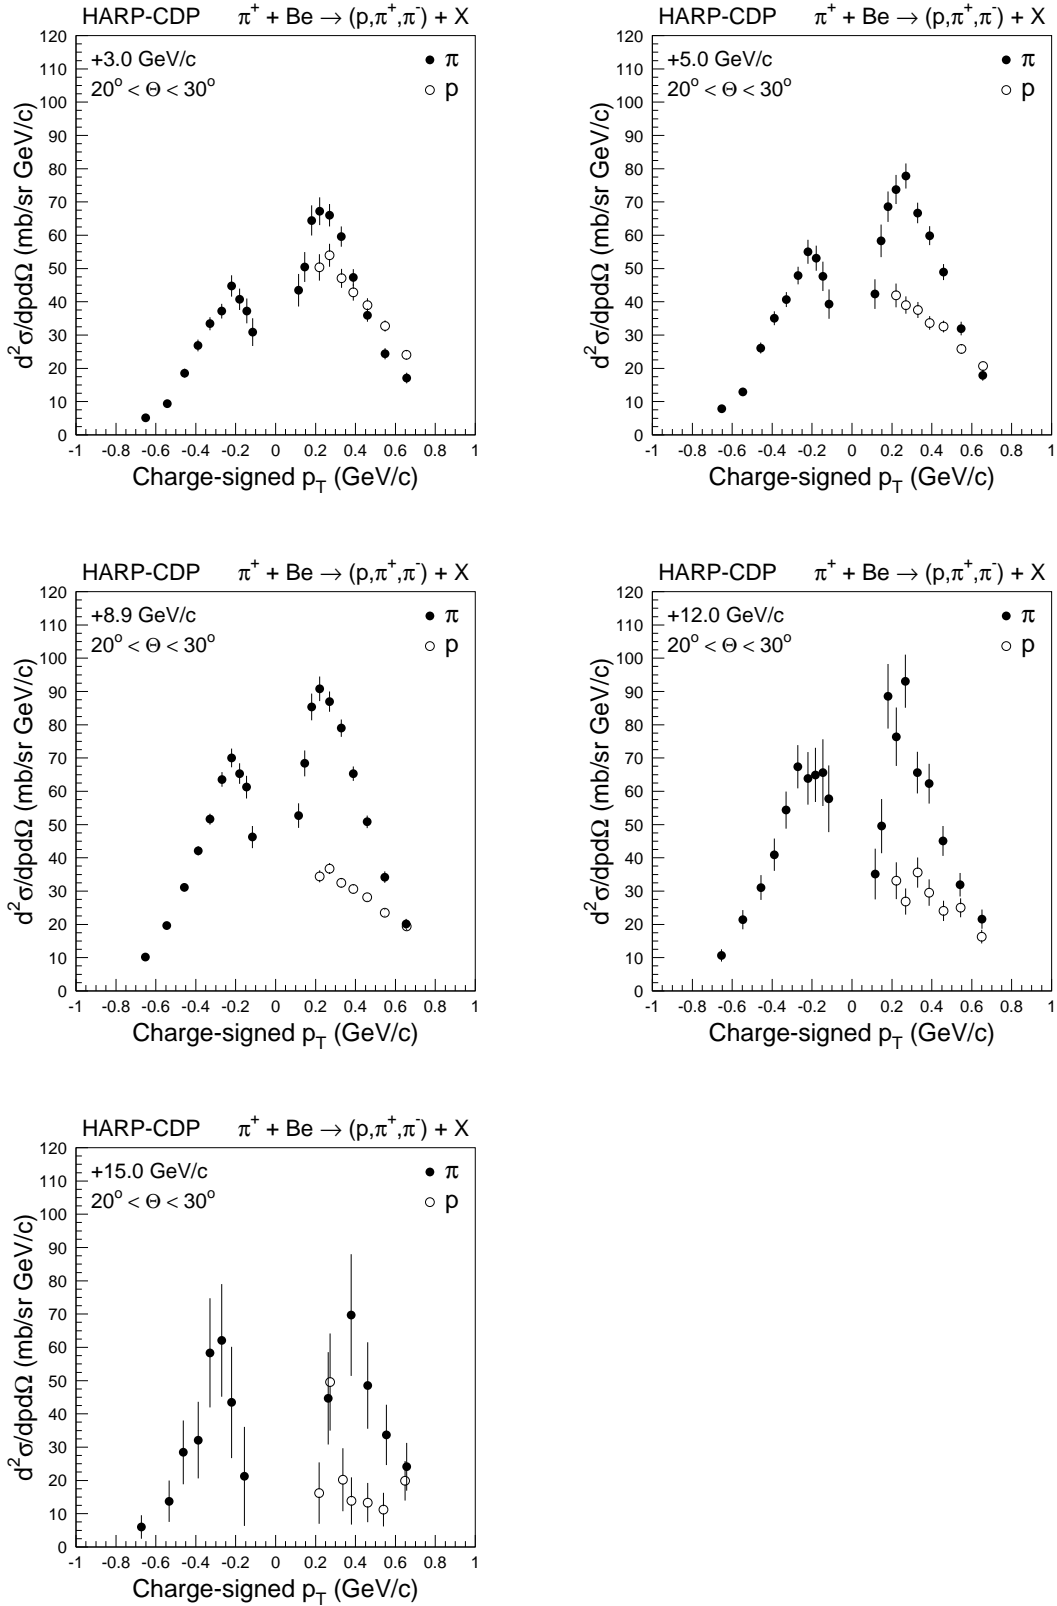 HARP-CDP π⁺ + Be → (p,π⁺,π⁻) + X
+3.0 GeV/c π
20° < Θ < 30° p
d²σ/dpdΩ (mb/sr GeV/c)
120
110
100
90
80
70
60
50
40
30
20
10
0
-1 -0.8 -0.6 -0.4 -0.2 0 0.2 0.4 0.6 0.8 1
Charge-signed p_T (GeV/c)
HARP-CDP π⁺ + Be → (p,π⁺,π⁻) + X
+5.0 GeV/c π
20° < Θ < 30° p
d²σ/dpdΩ (mb/sr GeV/c)
120
110
100
90
80
70
60
50
40
30
20
10
0
-1 -0.8 -0.6 -0.4 -0.2 0 0.2 0.4 0.6 0.8 1
Charge-signed p_T (GeV/c)
HARP-CDP π⁺ + Be → (p,π⁺,π⁻) + X
+8.9 GeV/c π
20° < Θ < 30° p
d²σ/dpdΩ (mb/sr GeV/c)
120
110
100
90
80
70
60
50
40
30
20
10
0
-1 -0.8 -0.6 -0.4 -0.2 0 0.2 0.4 0.6 0.8 1
Charge-signed p_T (GeV/c)
HARP-CDP π⁺ + Be → (p,π⁺,π⁻) + X
+12.0 GeV/c π
20° < Θ < 30° p
d²σ/dpdΩ (mb/sr GeV/c)
120
110
100
90
80
70
60
50
40
30
20
10
0
-1 -0.8 -0.6 -0.4 -0.2 0 0.2 0.4 0.6 0.8 1
Charge-signed p_T (GeV/c)
HARP-CDP π⁺ + Be → (p,π⁺,π⁻) + X
+15.0 GeV/c π
20° < Θ < 30° p
d²σ/dpdΩ (mb/sr GeV/c)
120
110
100
90
80
70
60
50
40
30
20
10
0
-1 -0.8 -0.6 -0.4 -0.2 0 0.2 0.4 0.6 0.8 1
Charge-signed p_T (GeV/c)